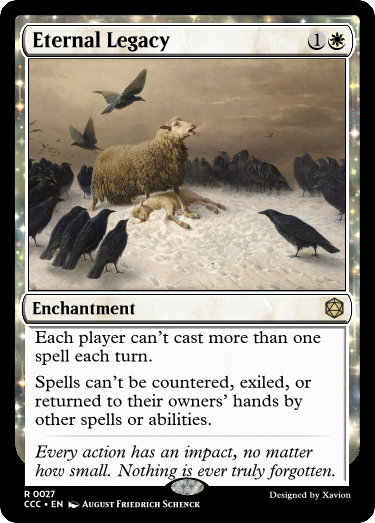 Eternal Legacy 1
Enchantment
Each player can't cast more than one
spell each turn.
Spells can't be countered, exiled, or
returned to their owners' hands by
other spells or abilities.
Every action has an impact, no matter
how small. Nothing is ever truly forgotten.
R 0027
CCC • EN AUGUST FRIEDRICH SCHENCK
Designed by Xavion